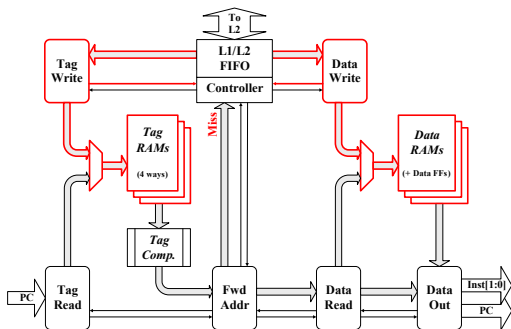 To
L2
Tag
Write
L1/L2
FIFO
Controller
Data
Write
Miss
Tag
RAMs
(4 ways)
Data
RAMs
(+ Data FFs)
Tag
Comp.
PC
Tag
Read
Fwd
Addr
Data
Read
Data
Out
Inst[1:0]
PC